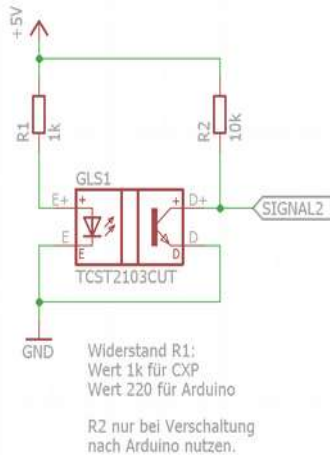 +5V
R1
1k
R2
10k
GLS1
E+
+
+
D+
SIGNAL2
E
E
D
D
TCST2103CUT
GND
Widerstand R1:
Wert 1k für CXP
Wert 220 für Arduino
R2 nur bei Verschaltung
nach Arduino nutzen.